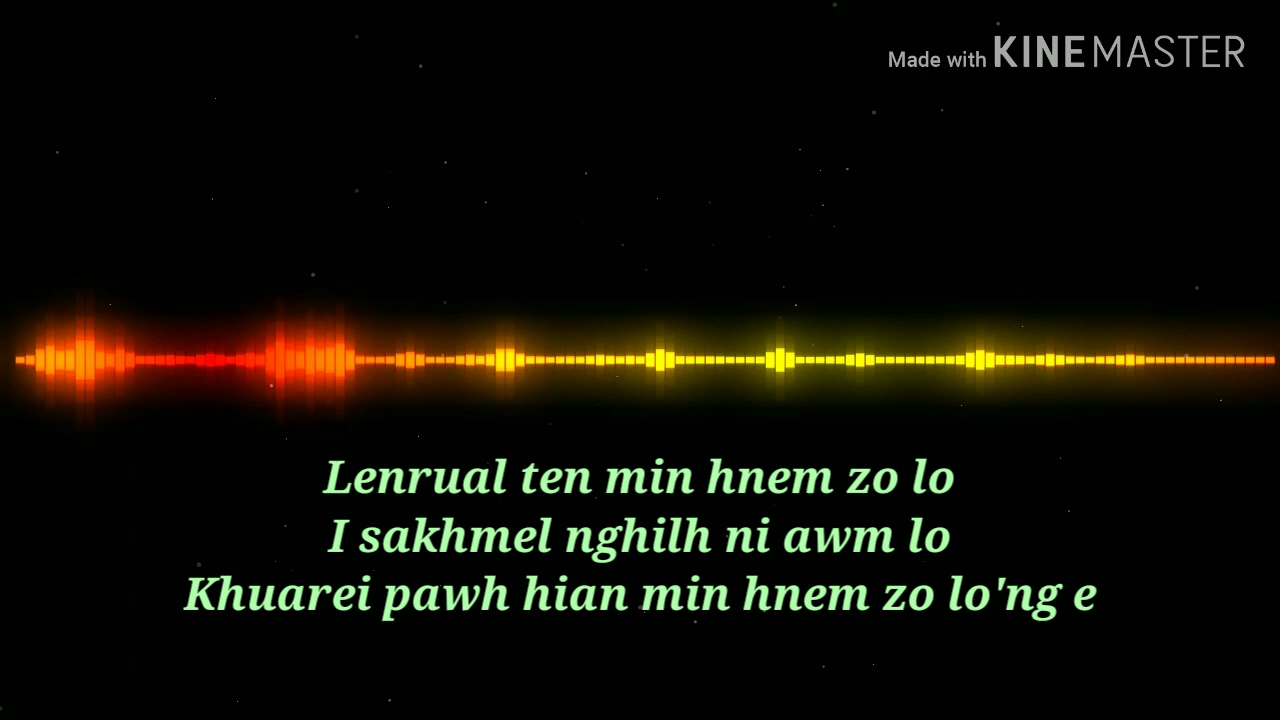 Made with KINEMASTER
Lenrual ten min hnem zo lo
I sakhmel nghilh ni awm lo
Khuarei pawh hian min hnem zo lo'ng e